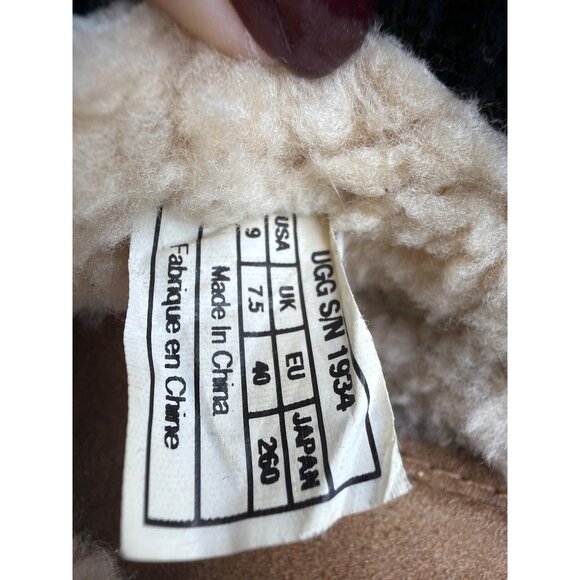 UGG S/N 1934
USA UK EU JAPAN
9 7.5 40 260
Made In China
Fabrique en Chine